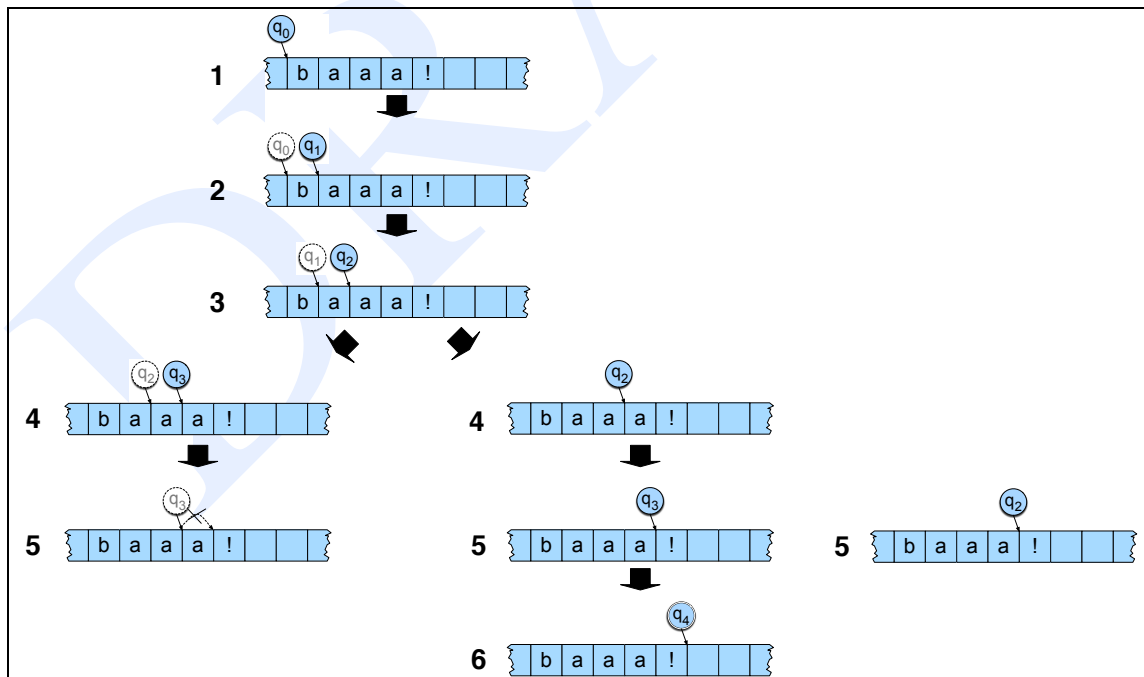 q0
1 b a a a !
q0 q1
2 b a a a !
q1 q2
3 b a a a !
q2 q3 q2
4 b a a a ! 4 b a a a !
q3 q3 q2
5 b a a a ! 5 b a a a ! 5 b a a a !
q4
6 b a a a !